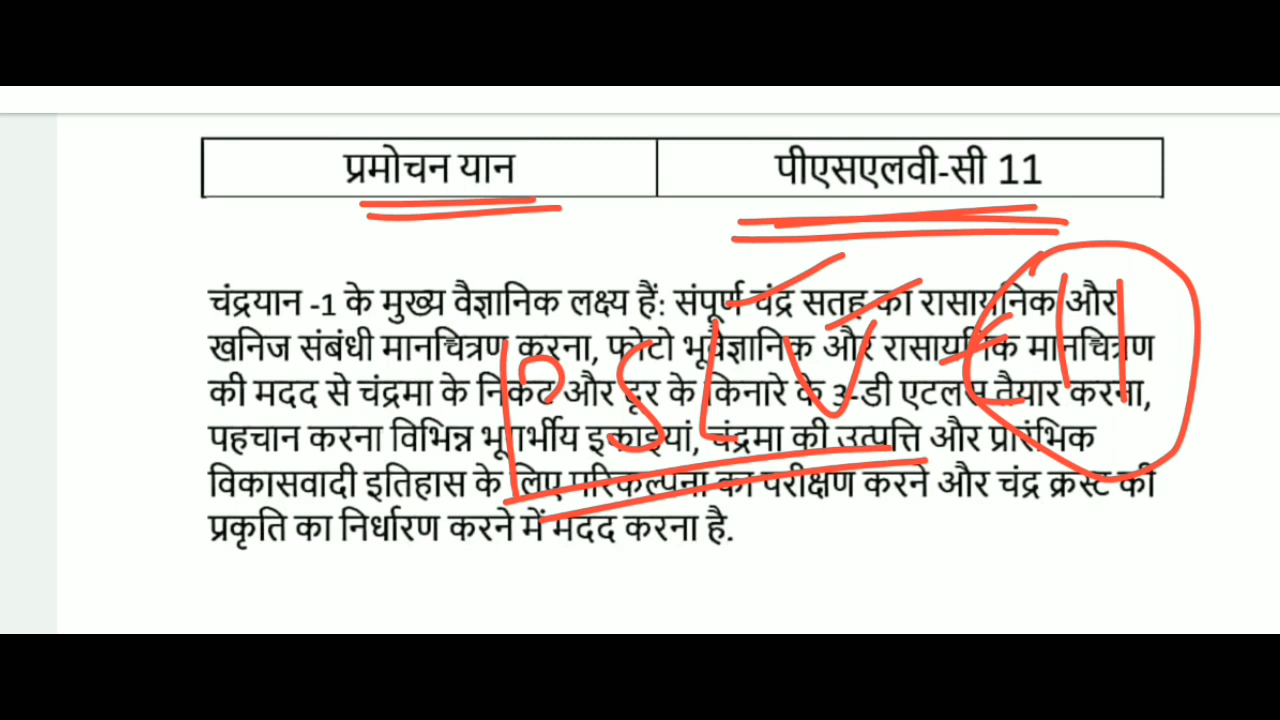 प्रमोचन यान पीएसएलवी-सी 11
चंद्रयान -1 के मुख्य वैज्ञानिक लक्ष्य हैं: संपूर्ण चंद्र सतह का रासायनिक और
खनिज संबंधी मानचित्रण करना, फोटो भूवैज्ञानिक और रासायनिक मानचित्रण
की मदद से चंद्रमा के निकट और दूर के किनारे के 3-डी एटलस तैयार करना,
पहचान करना विभिन्न भूगर्भीय इकाइयां, चंद्रमा की उत्पत्ति और प्रारंभिक
विकासवादी इतिहास के लिए परिकल्पना का परीक्षण करने और चंद्र क्रस्ट की
प्रकृति का निर्धारण करने में मदद करना है.
PSLV-C 11